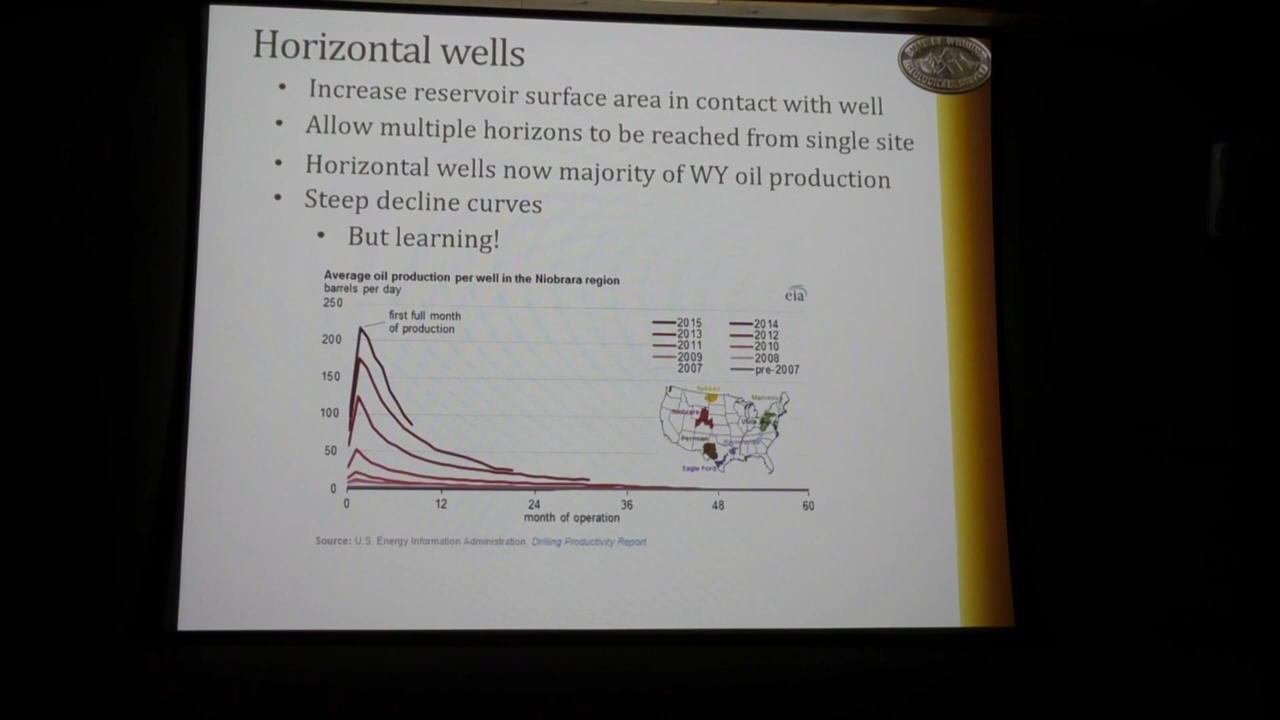 Horizontal wells
• Increase reservoir surface area in contact with well
• Allow multiple horizons to be reached from single site
• Horizontal wells now majority of WY oil production
• Steep decline curves
• But learning!
Average oil production per well in the Niobrara region
barrels per day
eia
250
200
150
100
50
0
first full month
of production
2015 2014
2013 2012
2011 2010
2009 2008
2007 pre-2007
Niobrara
Permian
Eagle Ford
0 12 24 36 48 60
month of operation
Source: U.S. Energy Information Administration, Drilling Productivity Report